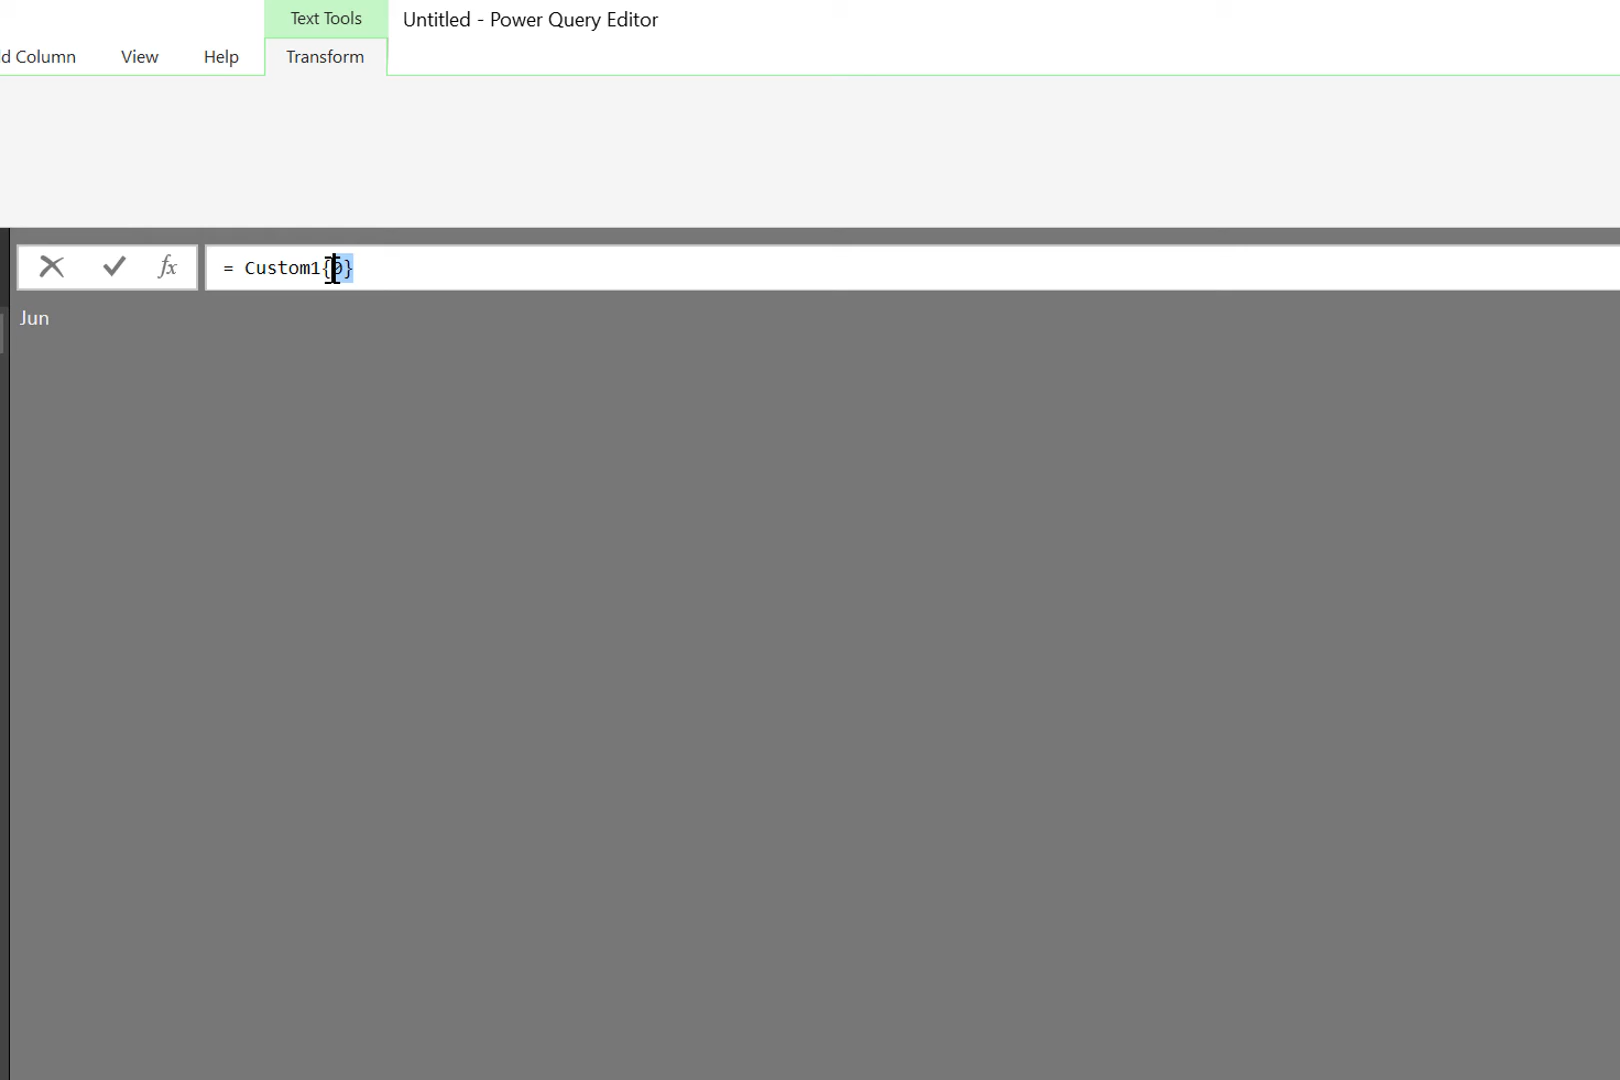 Text Tools
Untitled - Power Query Editor
d Column
View
Help
Transform
fx
= Custom1{0}
Jun